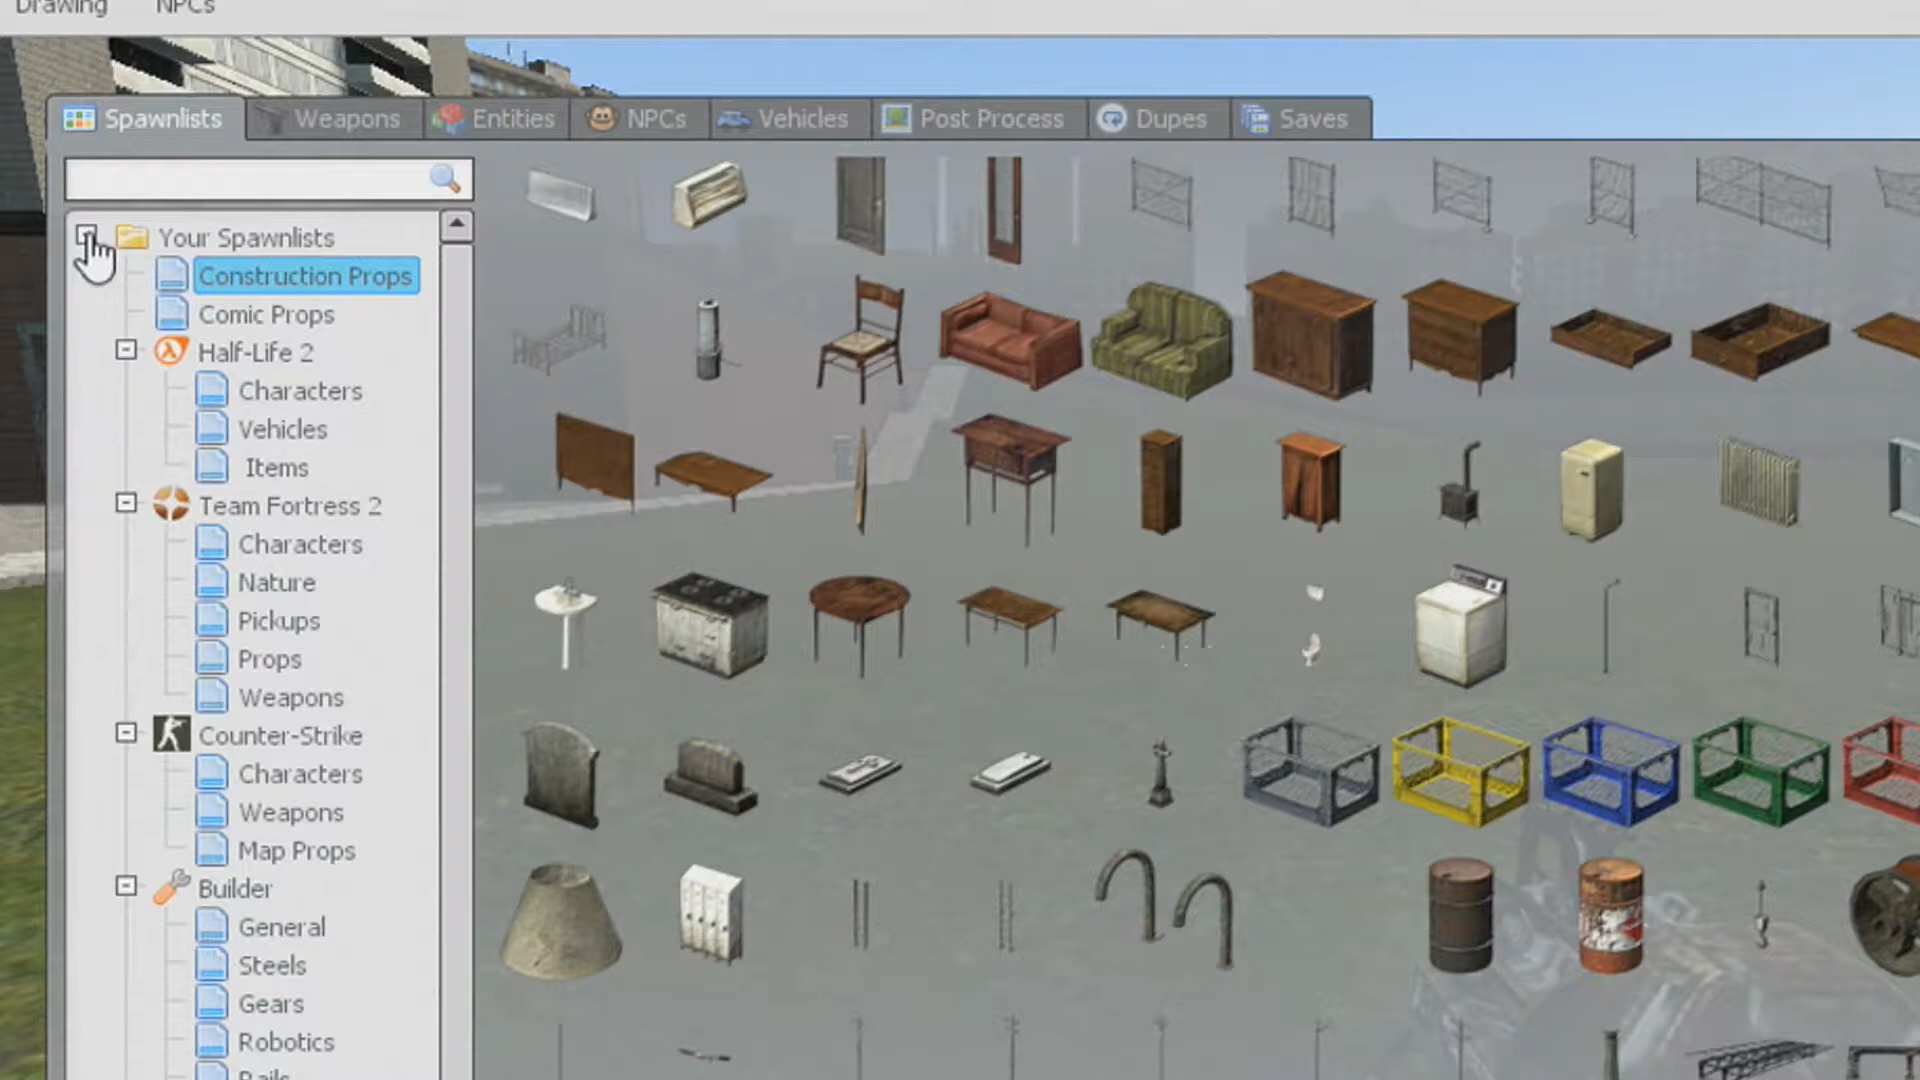 Drawing NPCs
Spawnlists Weapons Entities NPCs Vehicles Post Process Dupes Saves
Your Spawnlists
Construction Props
Comic Props
Half-Life 2
Characters
Vehicles
Items
Team Fortress 2
Characters
Nature
Pickups
Props
Weapons
Counter-Strike
Characters
Weapons
Map Props
Builder
General
Steels
Gears
Robotics
Rails